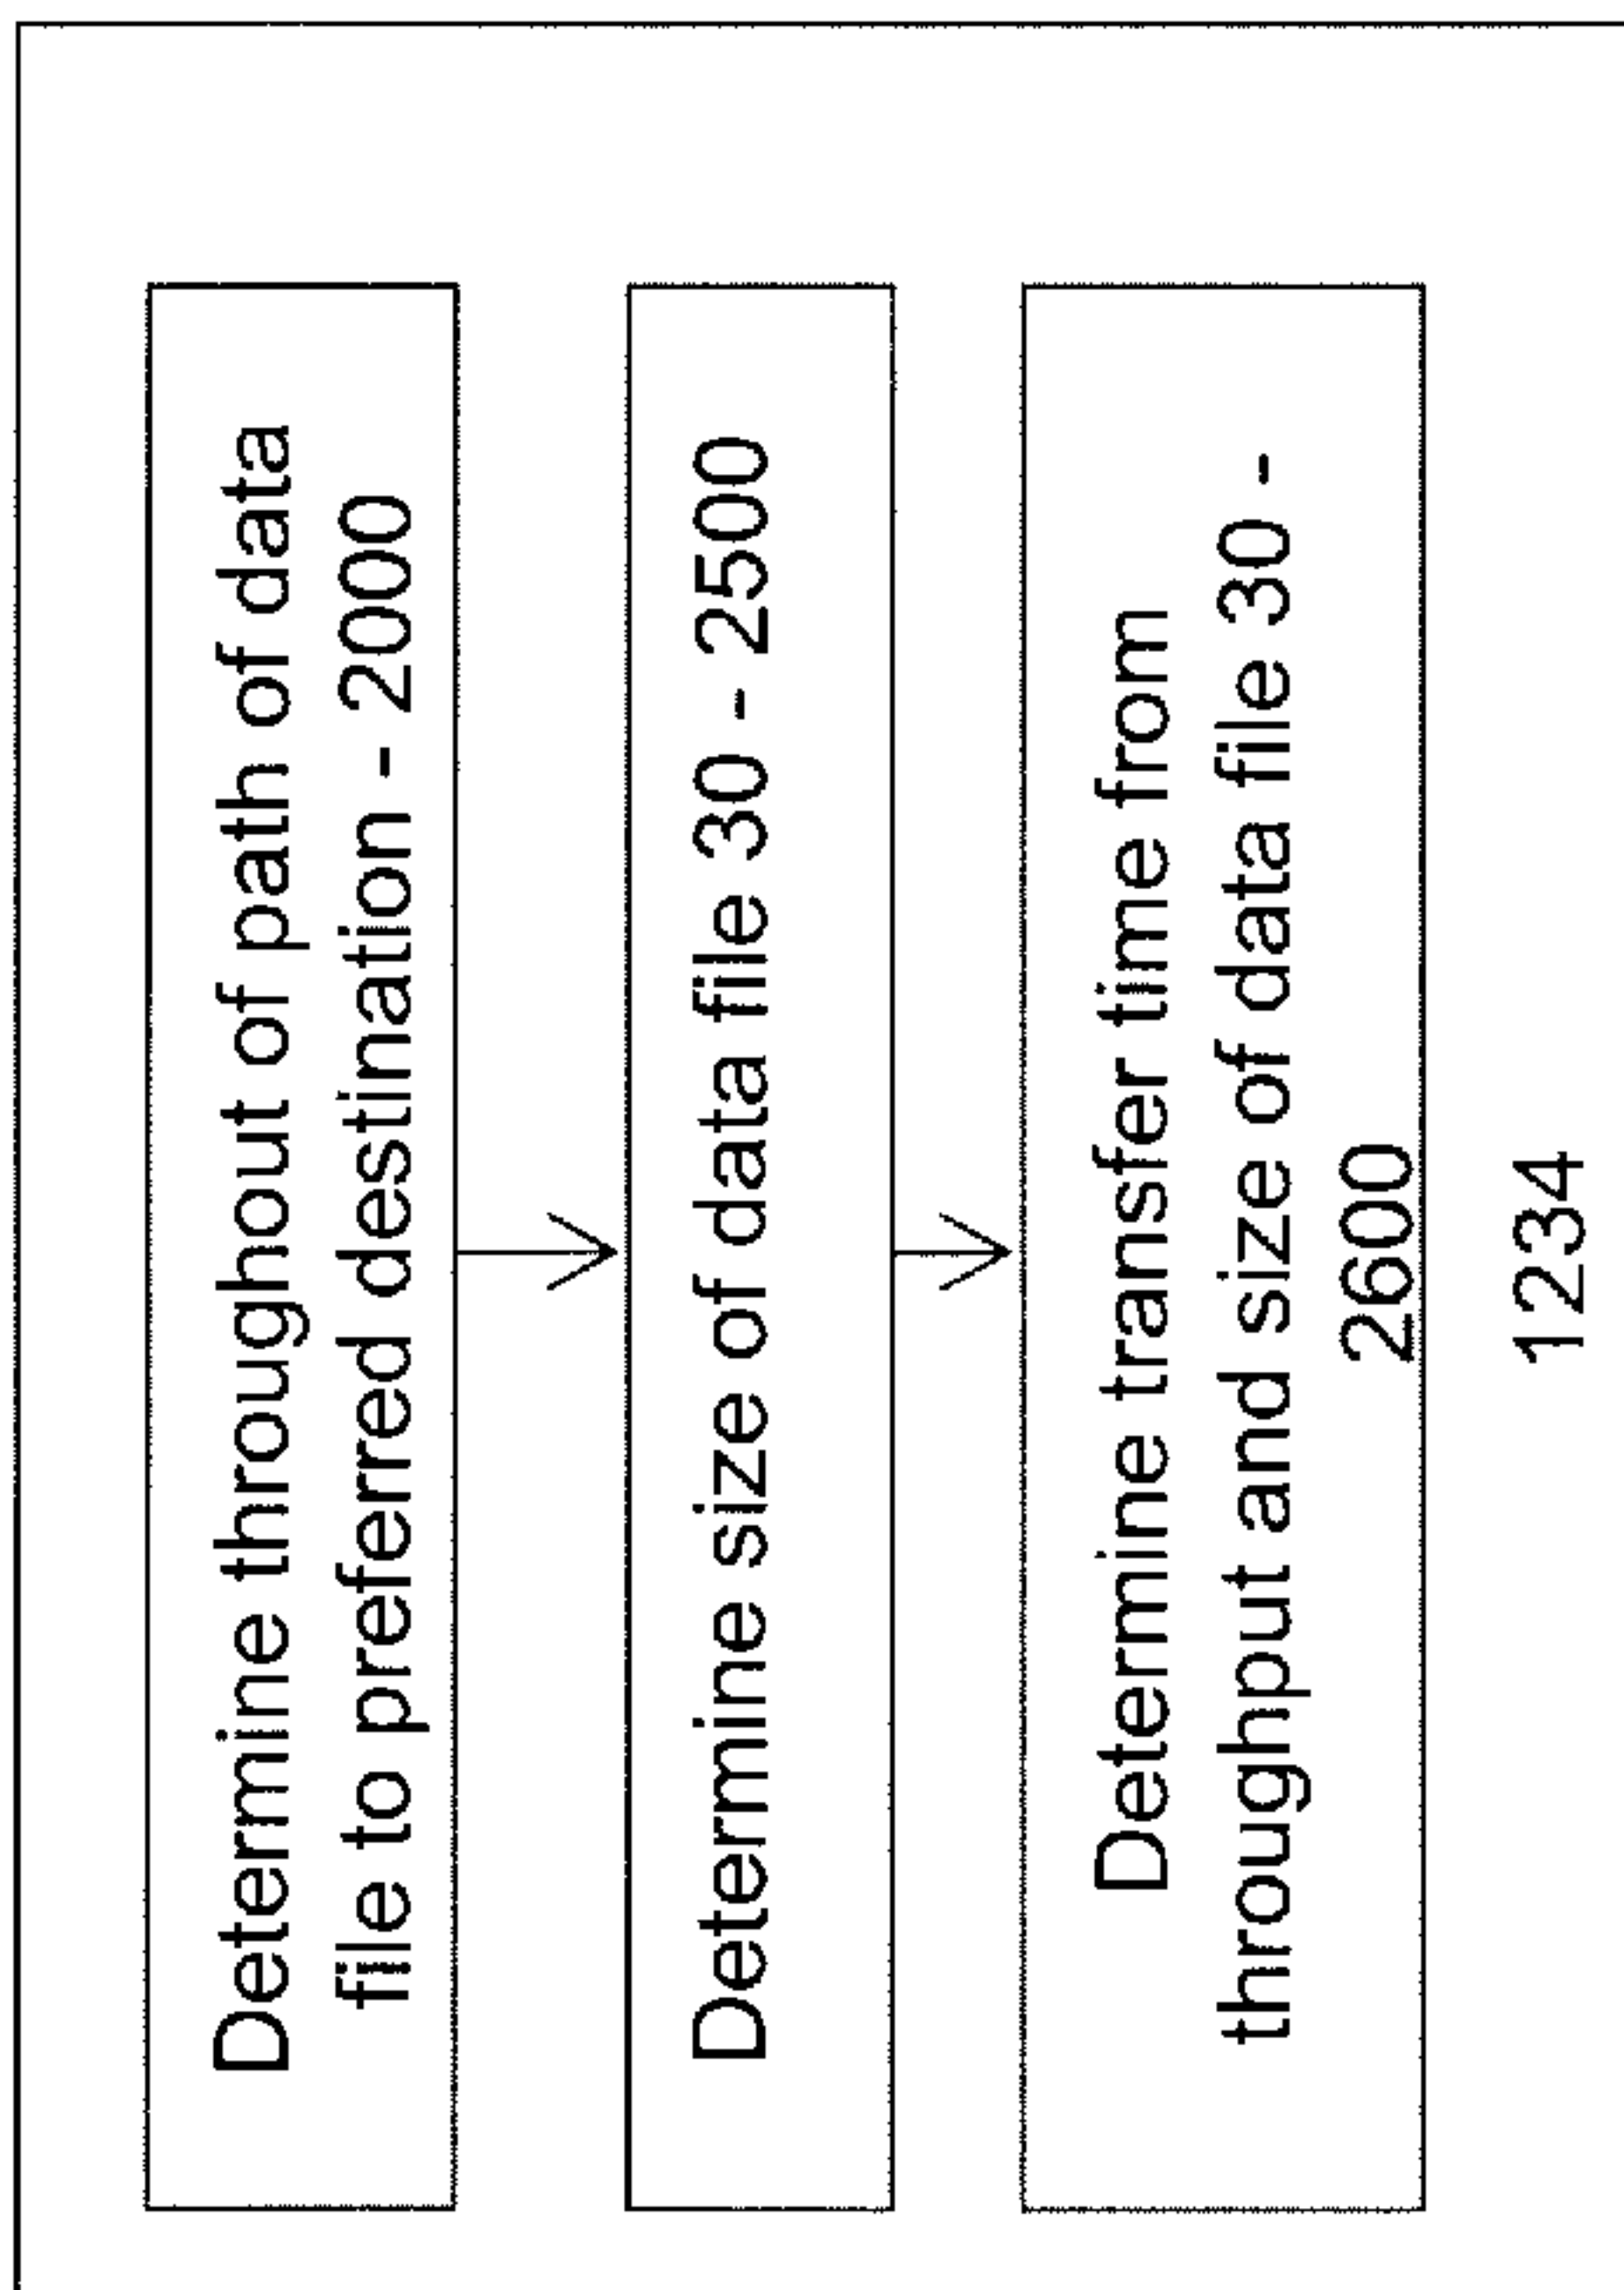 Determine throughout of path of data
file to preferred destination - 2000
Determine size of data file 30 - 2500
Determine transfer time from
throughput and size of data file 30 -
2600
1234